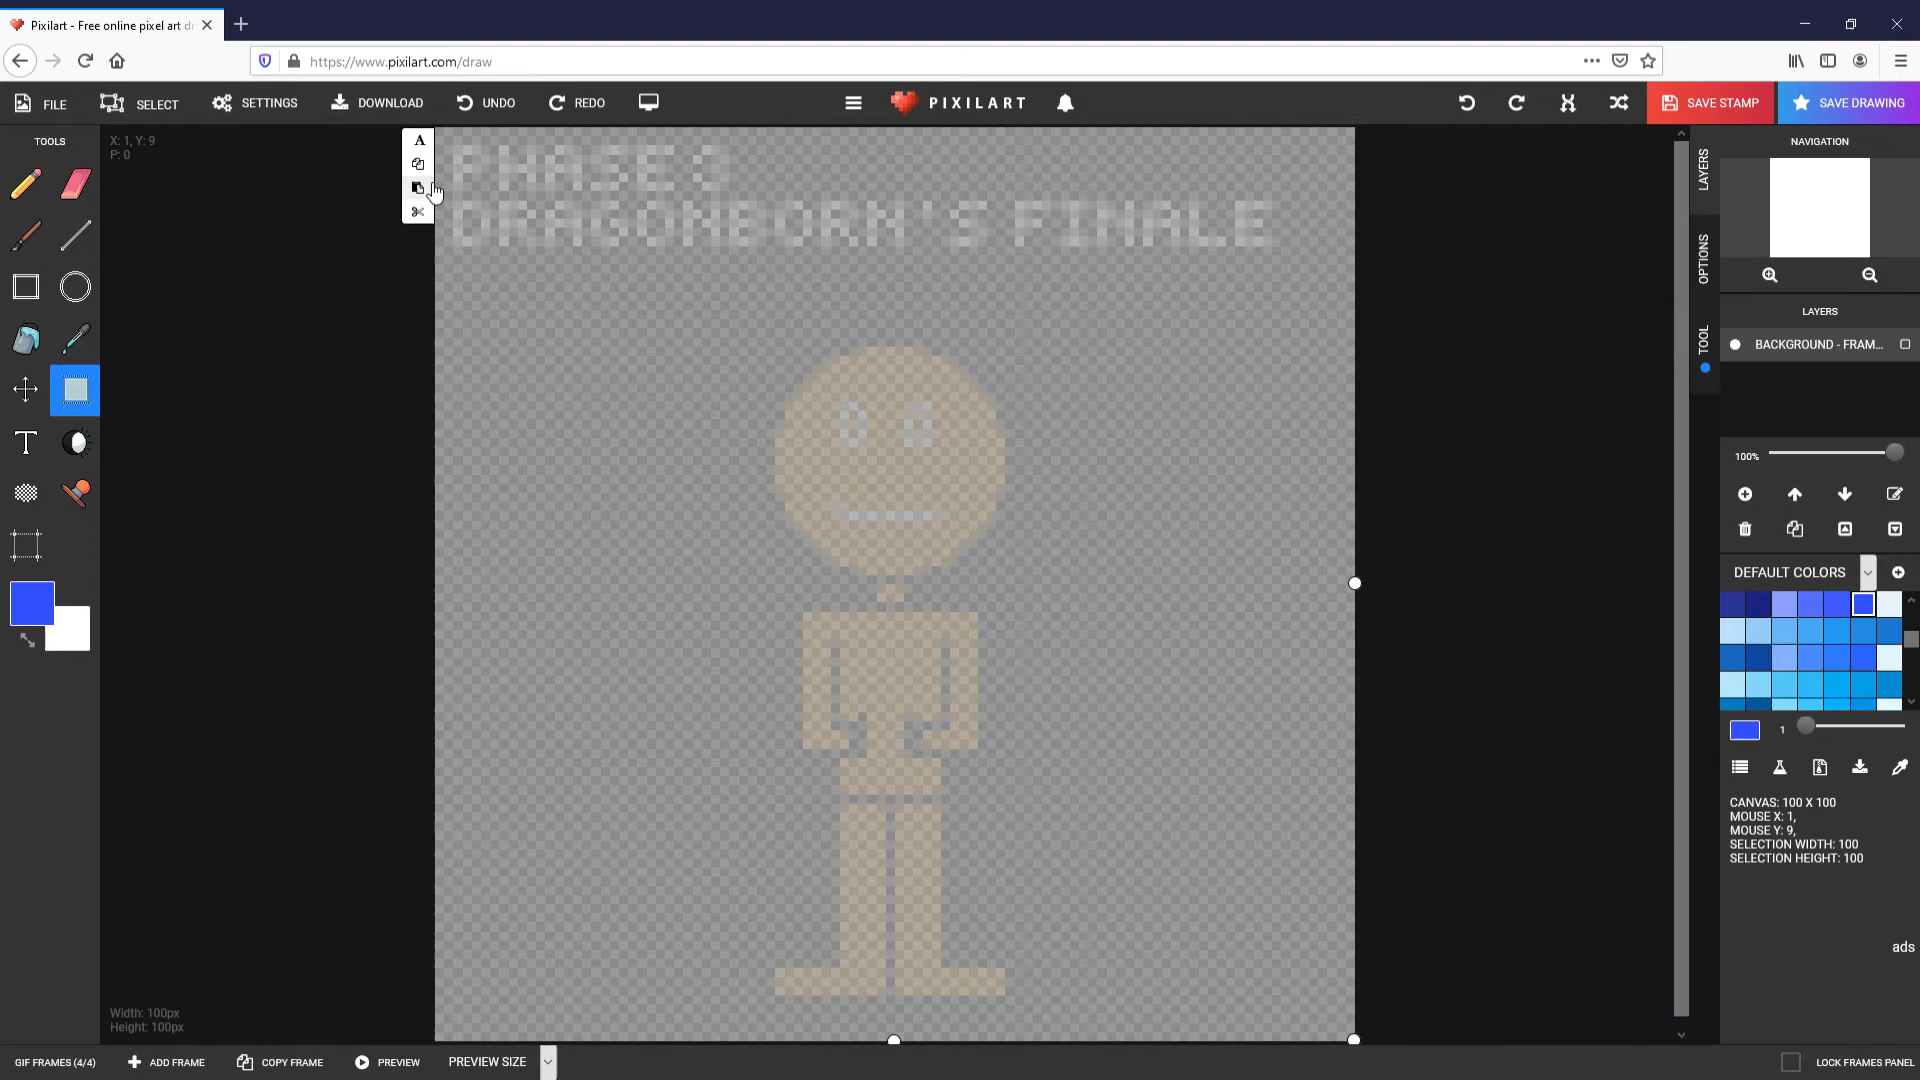 Pixilart - Free online pixel art dr
https://www.pixilart.com/draw
FILE
SELECT
SETTINGS
DOWNLOAD
UNDO
REDO
PIXILART
SAVE STAMP
SAVE DRAWING
TOOLS
X: 1, Y: 9
P: 0
A
PHASE 3
DRAGONBORN'S FINALE
LAYERS
OPTIONS
TOOL
NAVIGATION
LAYERS
BACKGROUND - FRAM...
100%
DEFAULT COLORS
1
CANVAS: 100 X 100
MOUSE X: 1,
MOUSE Y: 9,
SELECTION WIDTH: 100
SELECTION HEIGHT: 100
ads
Width: 100px
Height: 100px
GIF FRAMES (4/4)
ADD FRAME
COPY FRAME
PREVIEW
PREVIEW SIZE
LOCK FRAMES PANEL